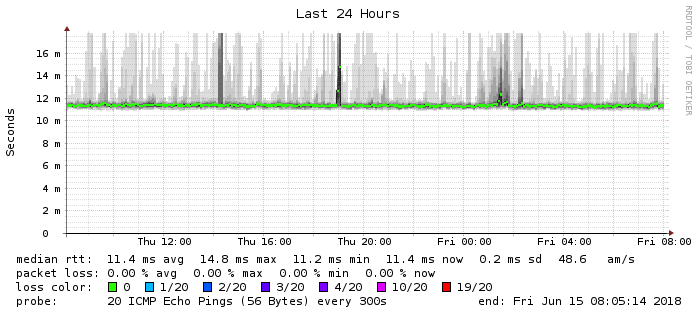 Last 24 Hours
RRDTOOL / TOBI OETIKER
Seconds
16 m
14 m
12 m
10 m
8 m
6 m
4 m
2 m
0
Thu 12:00 Thu 16:00 Thu 20:00 Fri 00:00 Fri 04:00 Fri 08:00
median rtt: 11.4 ms avg 14.8 ms max 11.2 ms min 11.4 ms now 0.2 ms sd 48.6 am/s
packet loss: 0.00 % avg 0.00 % max 0.00 % min 0.00 % now
loss color: 0 1/20 2/20 3/20 4/20 10/20 19/20
probe: 20 ICMP Echo Pings (56 Bytes) every 300s end: Fri Jun 15 08:05:14 2018